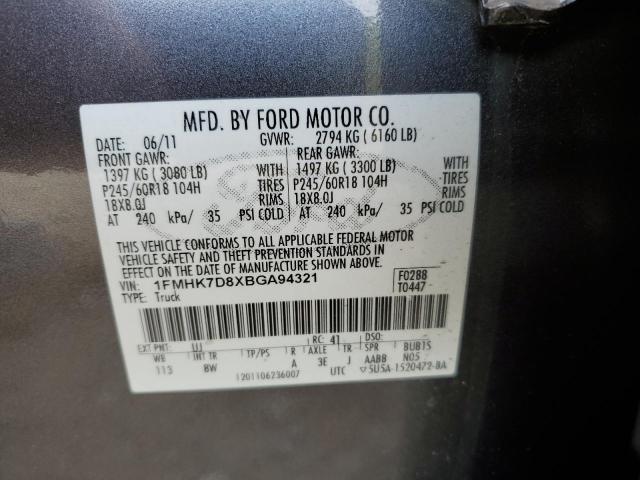 MFD. BY FORD MOTOR CO.
DATE: 06/11 GVWR: 2794 KG ( 6160 LB)
FRONT GAWR: REAR GAWR:
1397 KG ( 3080 LB) WITH 1497 KG ( 3300 LB) WITH
P245/60R18 104H TIRES P245/60R18 104H TIRES
18X8.0J RIMS 18X8.0J RIMS
AT 240 kPa/ 35 PSI COLD AT 240 kPa/ 35 PSI COLD
Ford
THIS VEHICLE CONFORMS TO ALL APPLICABLE FEDERAL MOTOR
VEHICLE SAFETY AND THEFT PREVENTION STANDARDS IN EFFECT
ON THE DATE OF MANUFACTURE SHOWN ABOVE.
VIN: 1FMHK7D8XBGA94321 F0288
TYPE: Truck T0447
EXT PNT: UJ RC: 41 DSO:
WB INT TR TP/PS R AXLE TR SPR BUB1S
113 BW A 3E J AABB N05
1201106236007 UTC 5U5A-1520472-BA